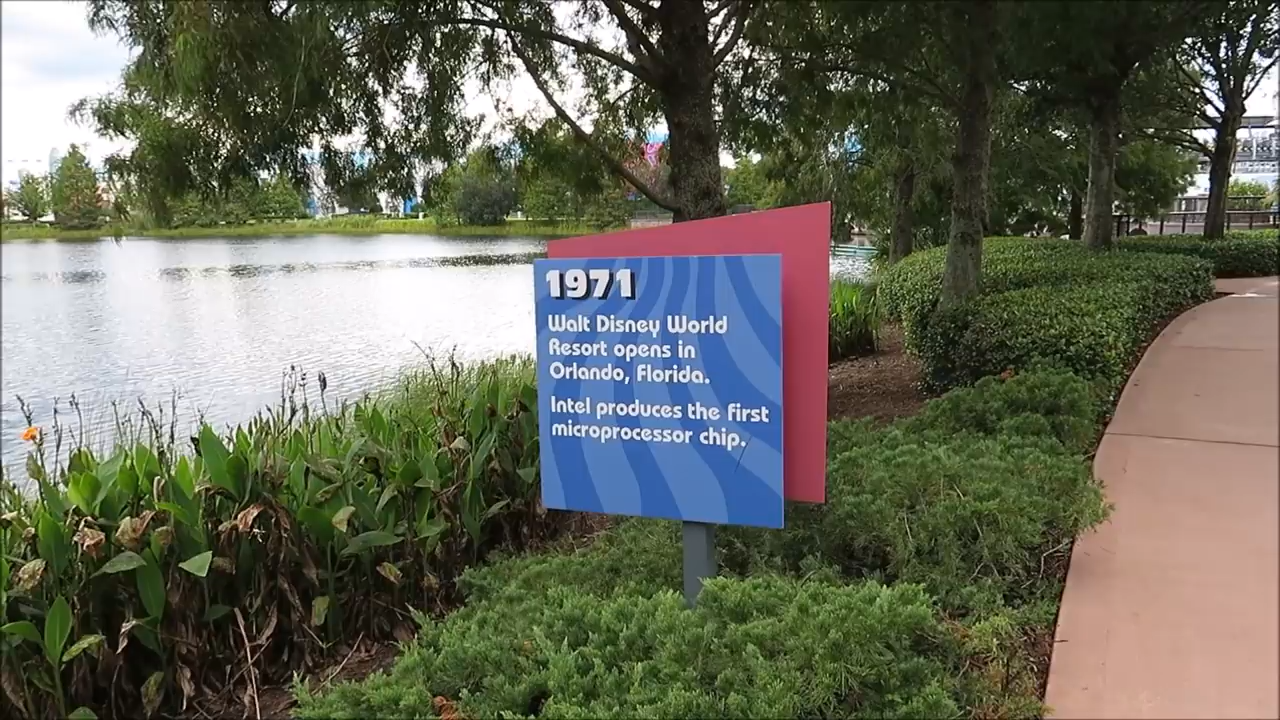 1971
Walt Disney World
Resort opens in
Orlando, Florida.
Intel produces the first
microprocessor chip.